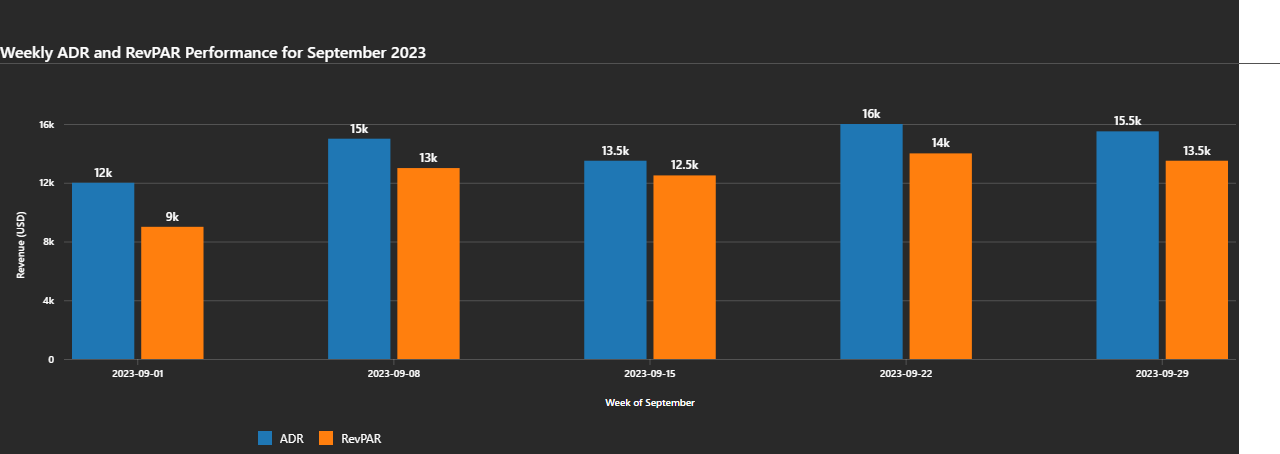 Weekly ADR and RevPAR Performance for September 2023
16k
12k
8k
4k
0
Revenue (USD)
12k
9k
15k
13k
13.5k
12.5k
16k
14k
15.5k
13.5k
2023-09-01
2023-09-08
2023-09-15
2023-09-22
2023-09-29
Week of September
ADR
RevPAR